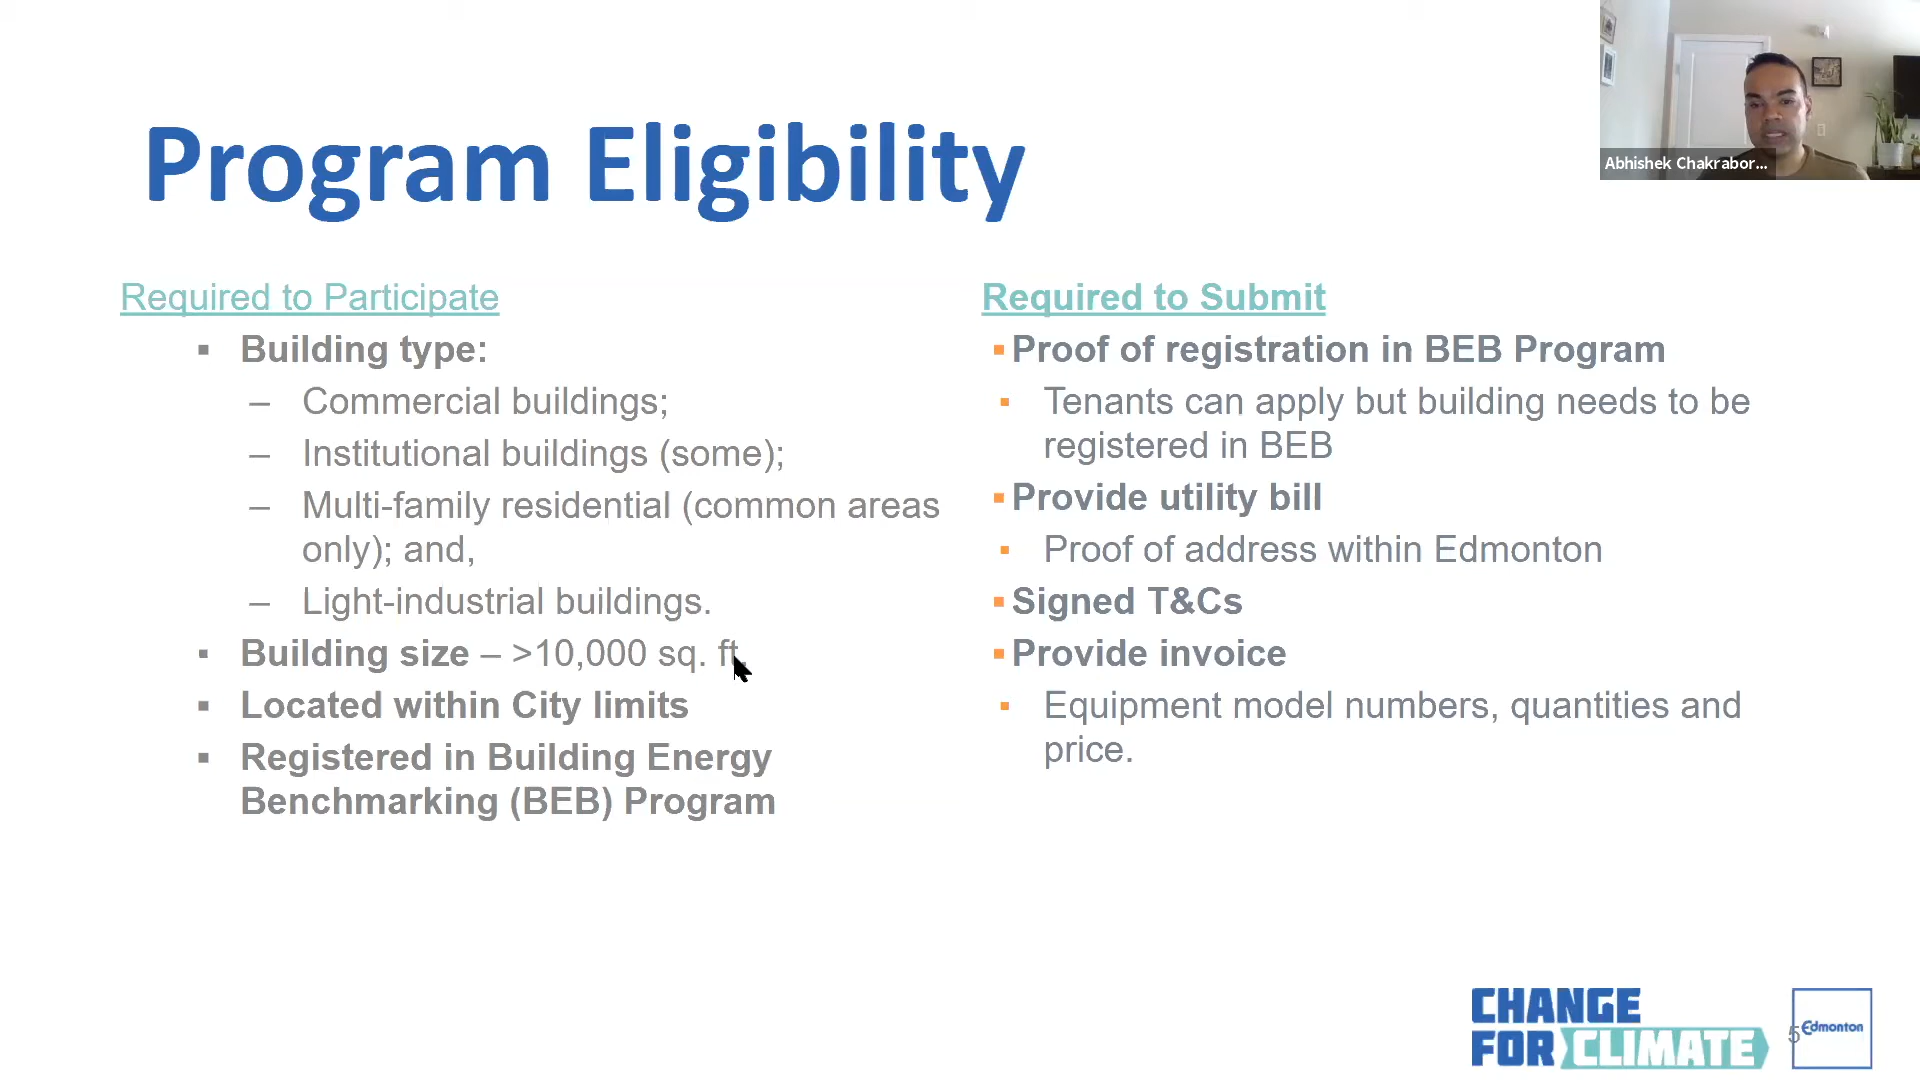 Program Eligibility
Abhishek Chakrabor...
Required to Participate
▪ Building type:
– Commercial buildings;
– Institutional buildings (some);
– Multi-family residential (common areas
only); and,
– Light-industrial buildings.
▪ Building size – >10,000 sq. ft.
▪ Located within City limits
▪ Registered in Building Energy
Benchmarking (BEB) Program
Required to Submit
▪ Proof of registration in BEB Program
▪ Tenants can apply but building needs to be
registered in BEB
▪ Provide utility bill
▪ Proof of address within Edmonton
▪ Signed T&Cs
▪ Provide invoice
▪ Equipment model numbers, quantities and
price.
CHANGE
FOR CLIMATE
5
Edmonton